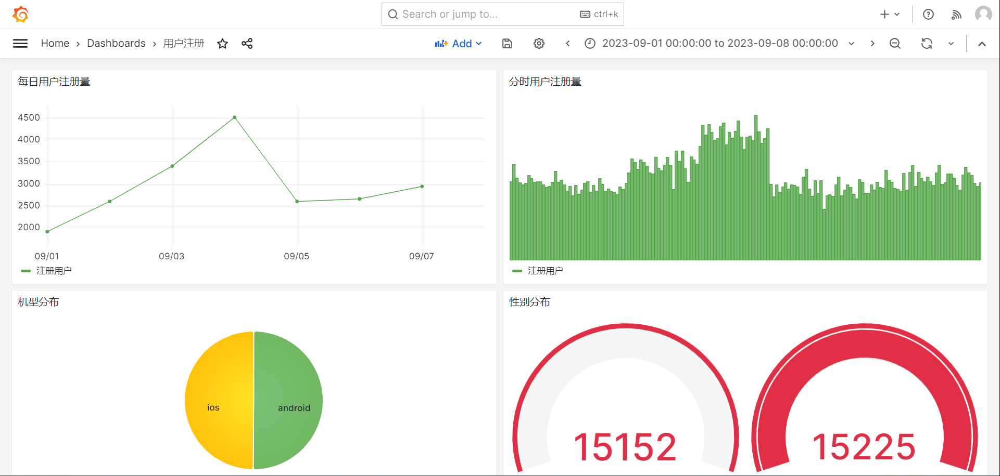 Search or jump to... ctrl+k
Home › Dashboards › 用户注册 Add 2023-09-01 00:00:00 to 2023-09-08 00:00:00
每日用户注册量
4500
4000
3500
3000
2500
2000
09/01 09/03 09/05 09/07
注册用户
分时用户注册量
注册用户
机型分布
ios android
性别分布
15152 15225